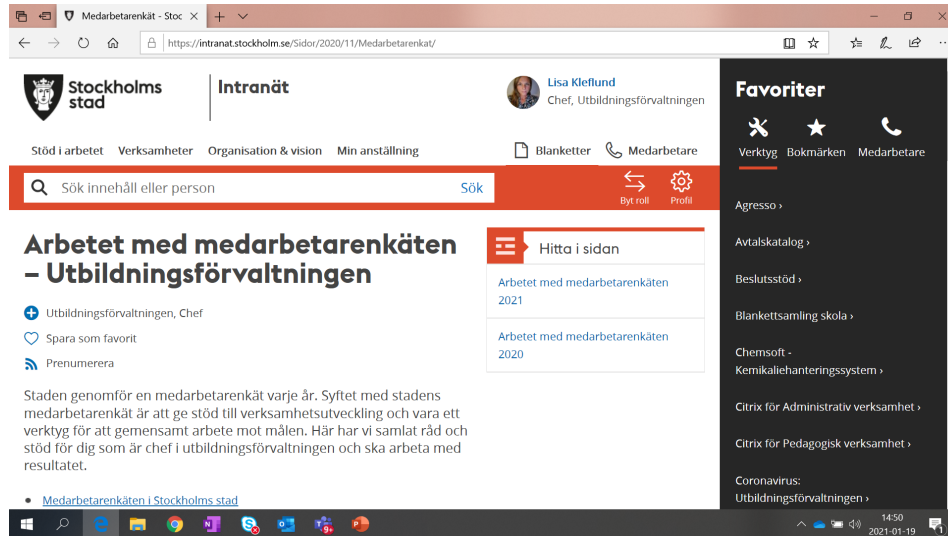 Medarbetarenkät - Stoc
https://intranat.stockholm.se/Sidor/2020/11/Medarbetarenkat/
Stockholms
stad
Intranät
Lisa Kleflund
Chef, Utbildningsförvaltningen
Stöd i arbetet Verksamheter Organisation & vision Min anställning
Blanketter Medarbetare
Sök innehåll eller person Sök
Byt roll Profil
Arbetet med medarbetarenkäten
– Utbildningsförvaltningen
Utbildningsförvaltningen, Chef
Spara som favorit
Prenumerera
Staden genomför en medarbetarenkät varje år. Syftet med stadens
medarbetarenkät är att ge stöd till verksamhetsutveckling och vara ett
verktyg för att gemensamt arbete mot målen. Här har vi samlat råd och
stöd för dig som är chef i utbildningsförvaltningen och ska arbeta med
resultatet.
• Medarbetarenkäten i Stockholms stad
Hitta i sidan
Arbetet med medarbetarenkäten
2021
Arbetet med medarbetarenkäten
2020
Favoriter
Verktyg Bokmärken Medarbetare
Agresso ›
Avtalskatalog ›
Beslutsstöd ›
Blankettsamling skola ›
Chemsoft -
Kemikaliehanteringssystem ›
Citrix för Administrativ verksamhet ›
Citrix för Pedagogisk verksamhet ›
Coronavirus:
Utbildningsförvaltningen ›
9+
14:50
2021-01-19
1